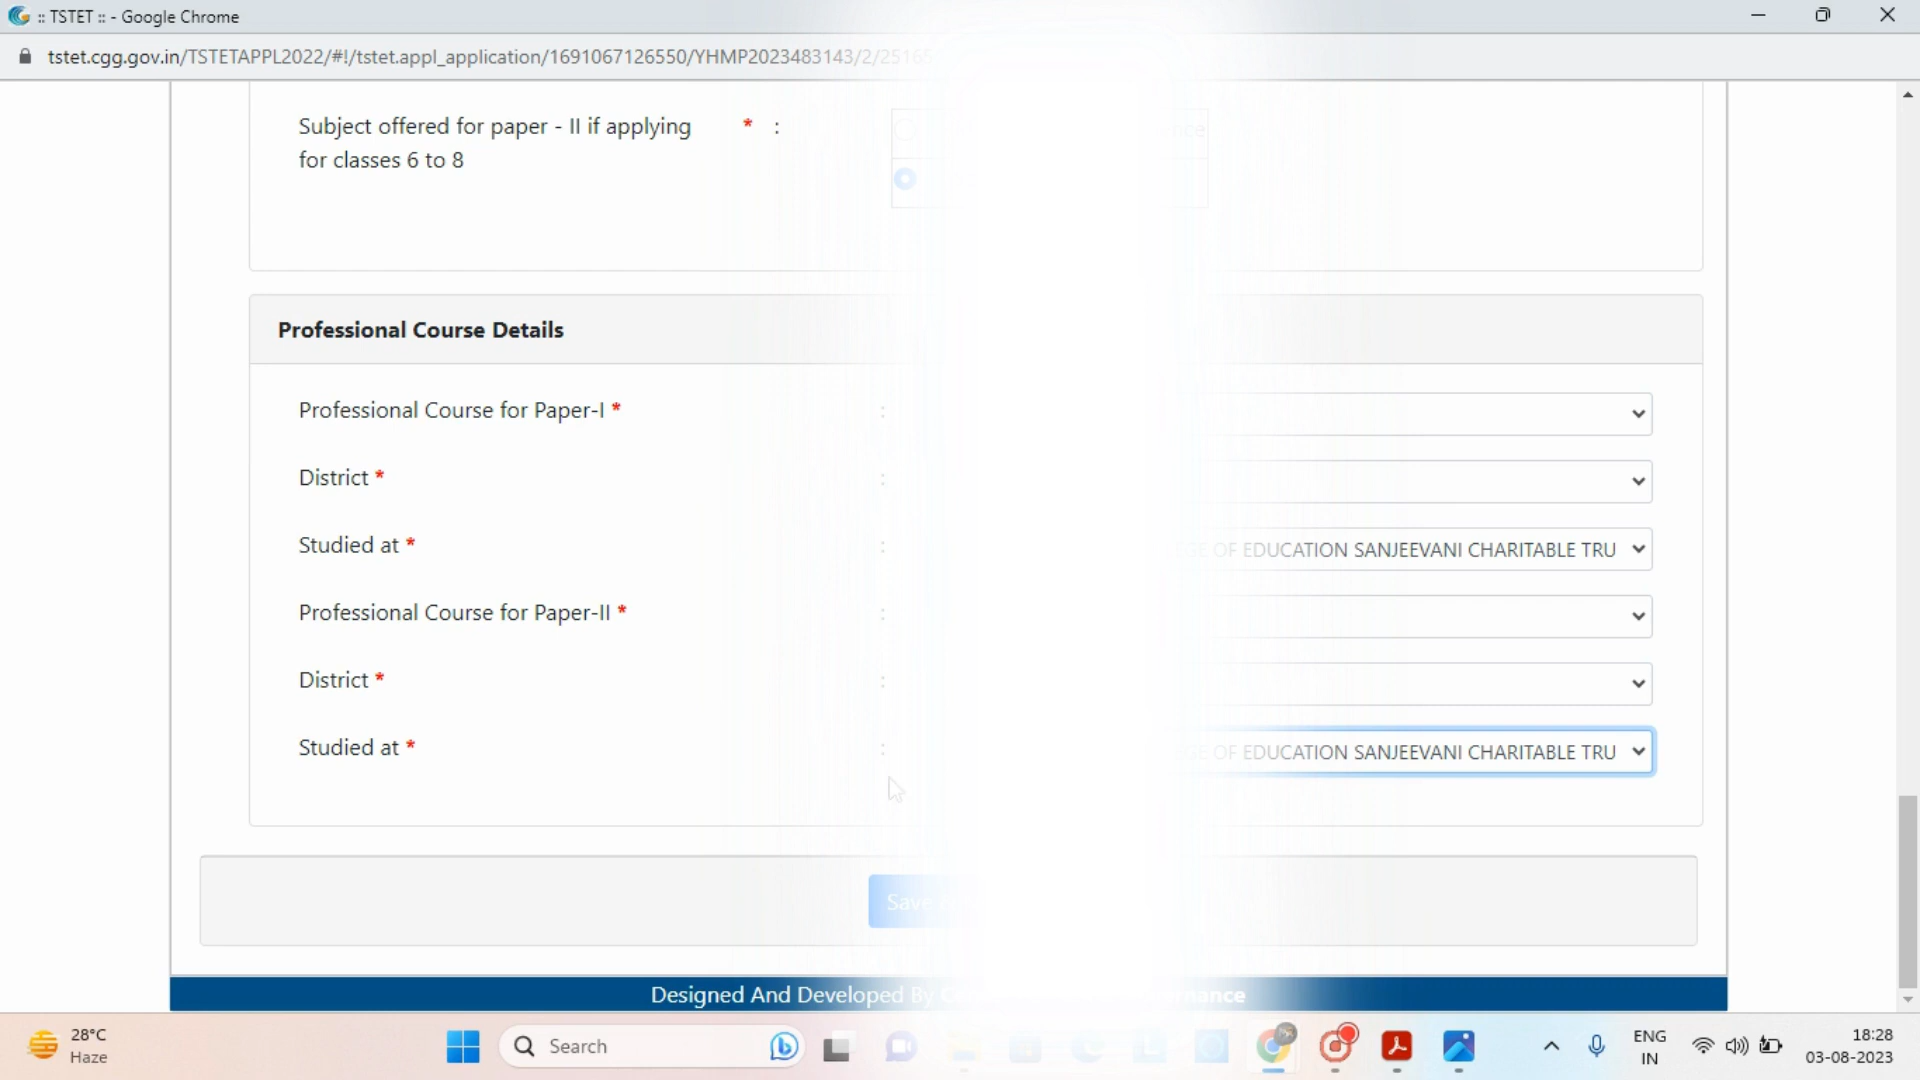 :: TSTET :: - Google Chrome
tstet.cgg.gov.in/TSTETAPPL2022/#!/tstet.appl_application/1691067126550/YHMP2023483143/2/2516
Subject offered for paper - II if applying * :
for classes 6 to 8
Professional Course Details
Professional Course for Paper-I * :
District * :
Studied at * : OF EDUCATION SANJEEVANI CHARITABLE TRU
Professional Course for Paper-II * :
District * :
Studied at * : OF EDUCATION SANJEEVANI CHARITABLE TRU
Save
Designed And Developed By
28°C
Haze
Search
ENG
IN
18:28
03-08-2023